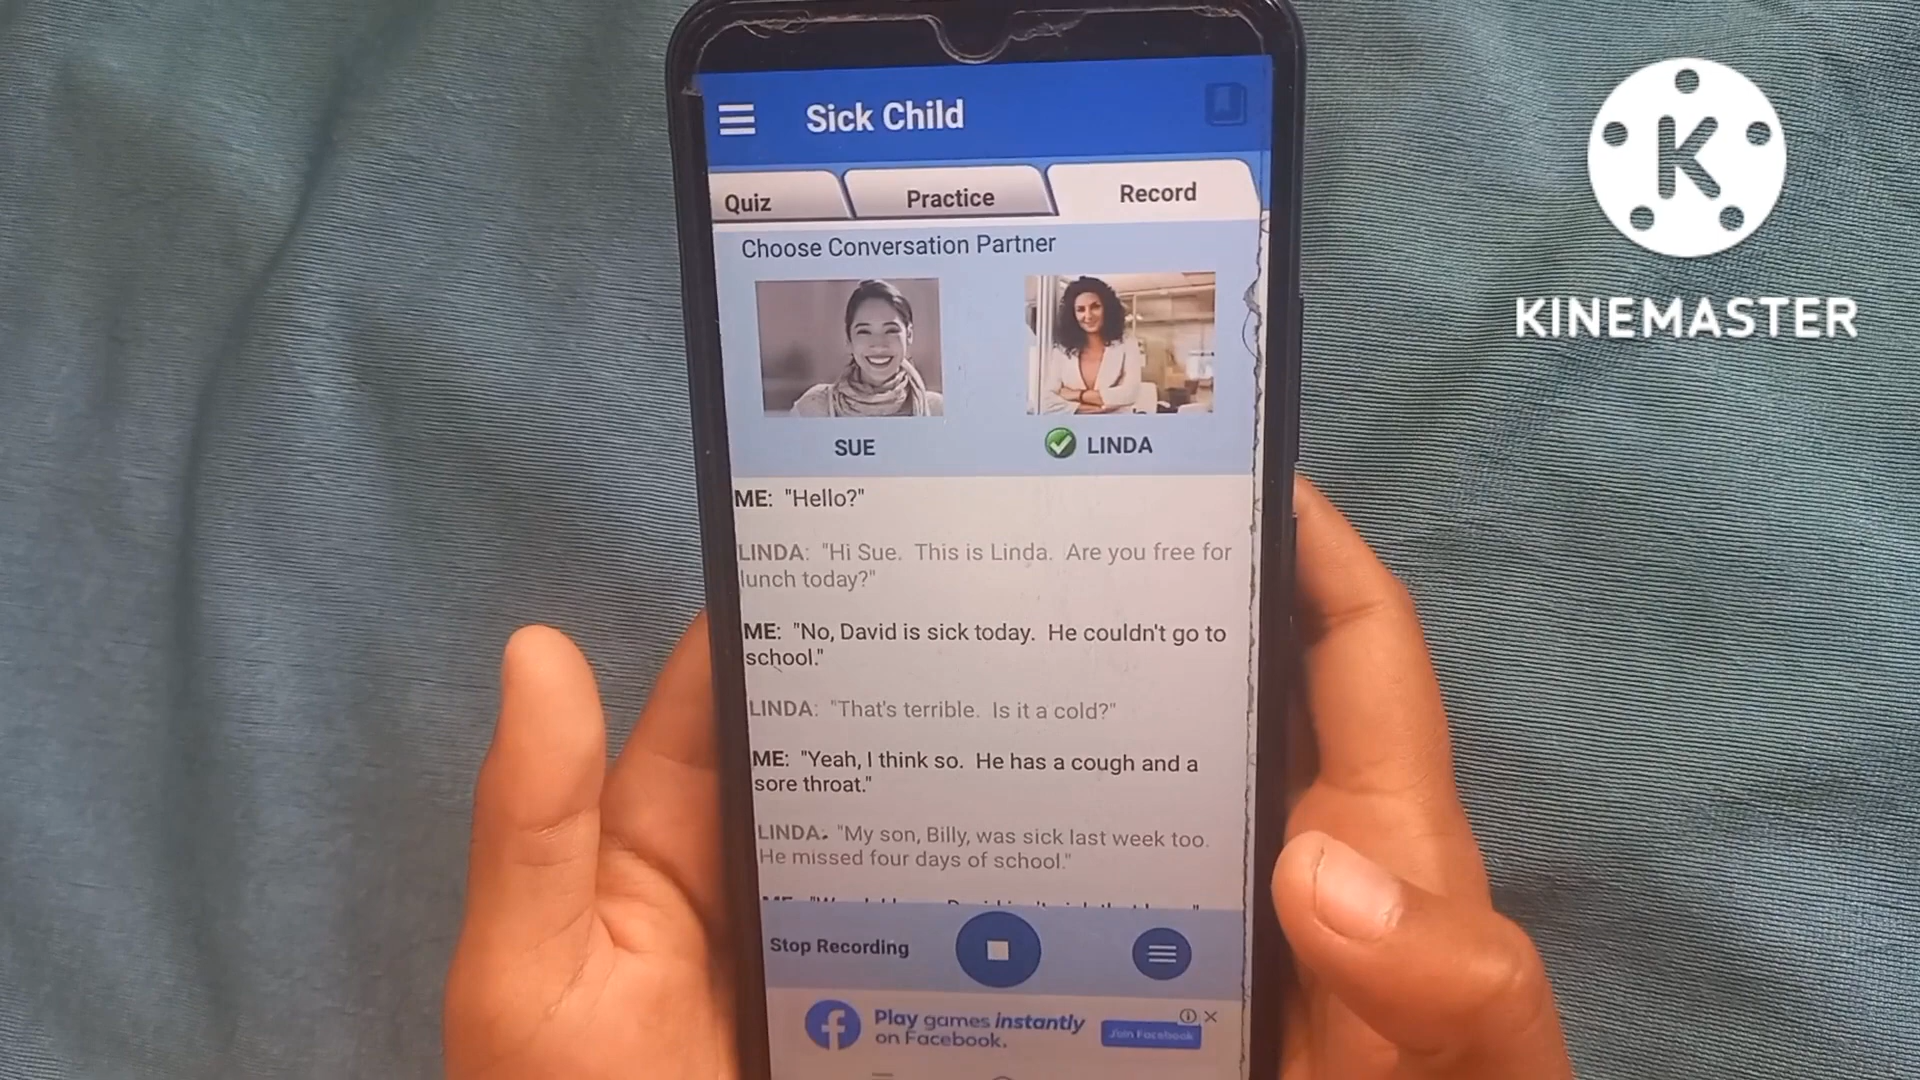 Sick Child
Quiz Practice Record
Choose Conversation Partner
SUE LINDA
ME: "Hello?"
LINDA: "Hi Sue. This is Linda. Are you free for
lunch today?"
ME: "No, David is sick today. He couldn't go to
school."
LINDA: "That's terrible. Is it a cold?"
ME: "Yeah, I think so. He has a cough and a
sore throat."
LINDA: "My son, Billy, was sick last week too.
He missed four days of school."
Stop Recording
Play games instantly
on Facebook.
Join Facebook
K
KINEMASTER